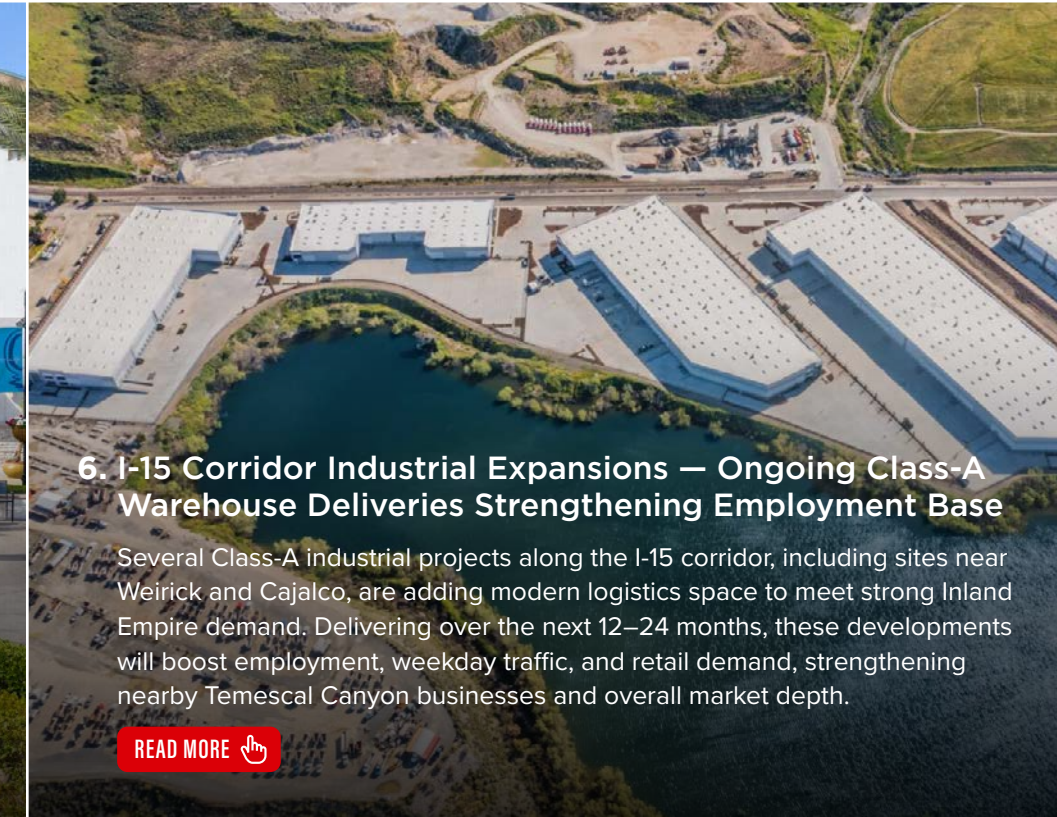 6. I-15 Corridor Industrial Expansions — Ongoing Class-A
Warehouse Deliveries Strengthening Employment Base
Several Class-A industrial projects along the I-15 corridor, including sites near
Weirick and Cajalco, are adding modern logistics space to meet strong Inland
Empire demand. Delivering over the next 12–24 months, these developments
will boost employment, weekday traffic, and retail demand, strengthening
nearby Temescal Canyon businesses and overall market depth.
READ MORE